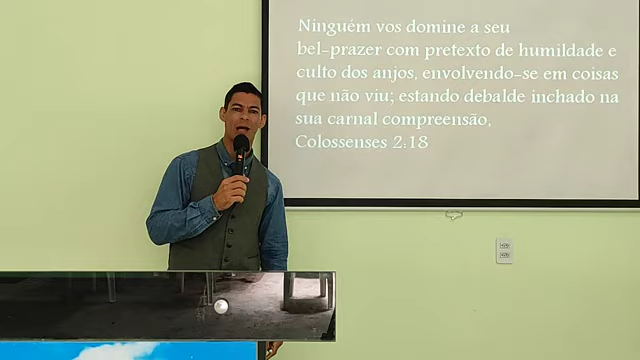 Ninguém vos domine a seu
bel-prazer com pretexto de humildade e
culto dos anjos, envolvendo-se em coisas
que não viu; estando debalde inchado na
sua carnal compreensão,
Colossenses 2:18